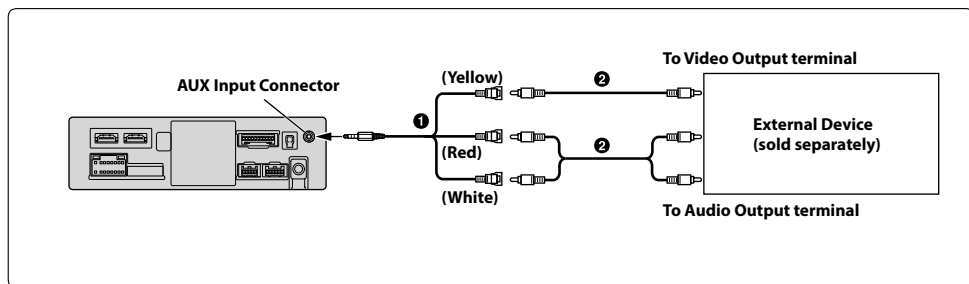 To Video Output terminal
AUX Input Connector
(Yellow)
❷
❶
External Device
(sold separately)
(Red)
❷
(White)
To Audio Output terminal